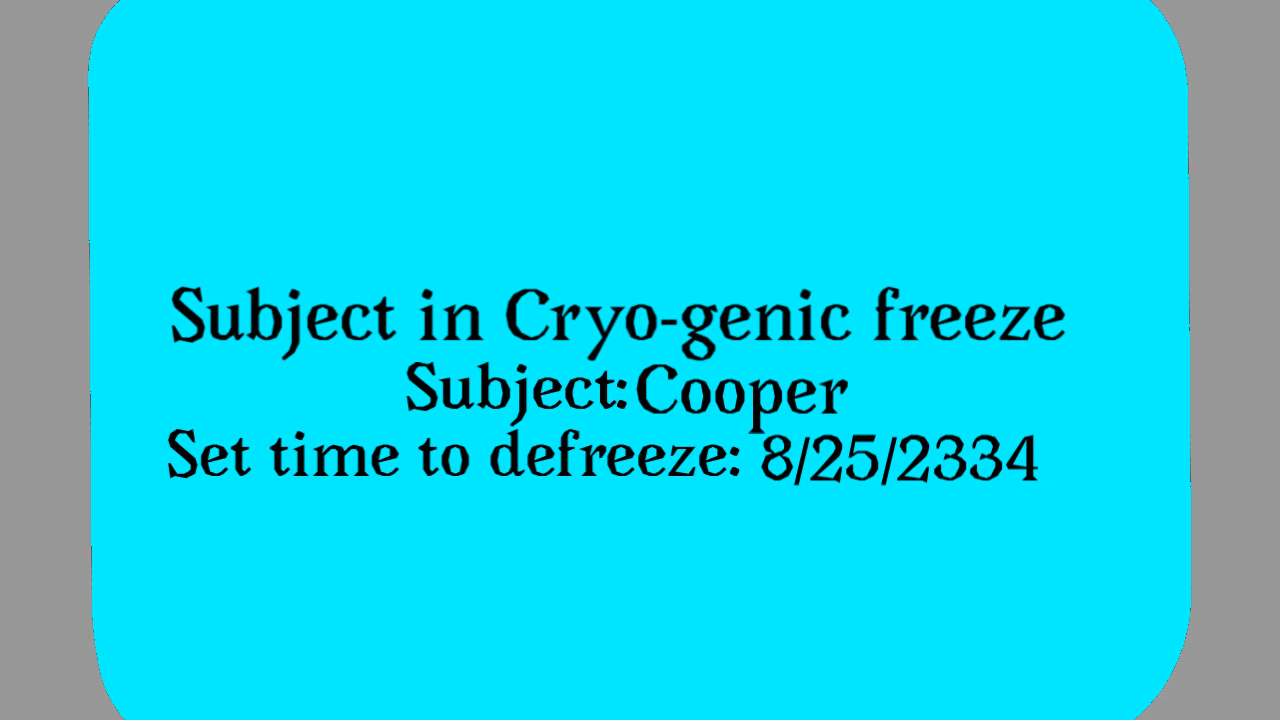 Subject in Cryo-genic freeze
Subject:Cooper
Set time to defreeze: 8/25/2334